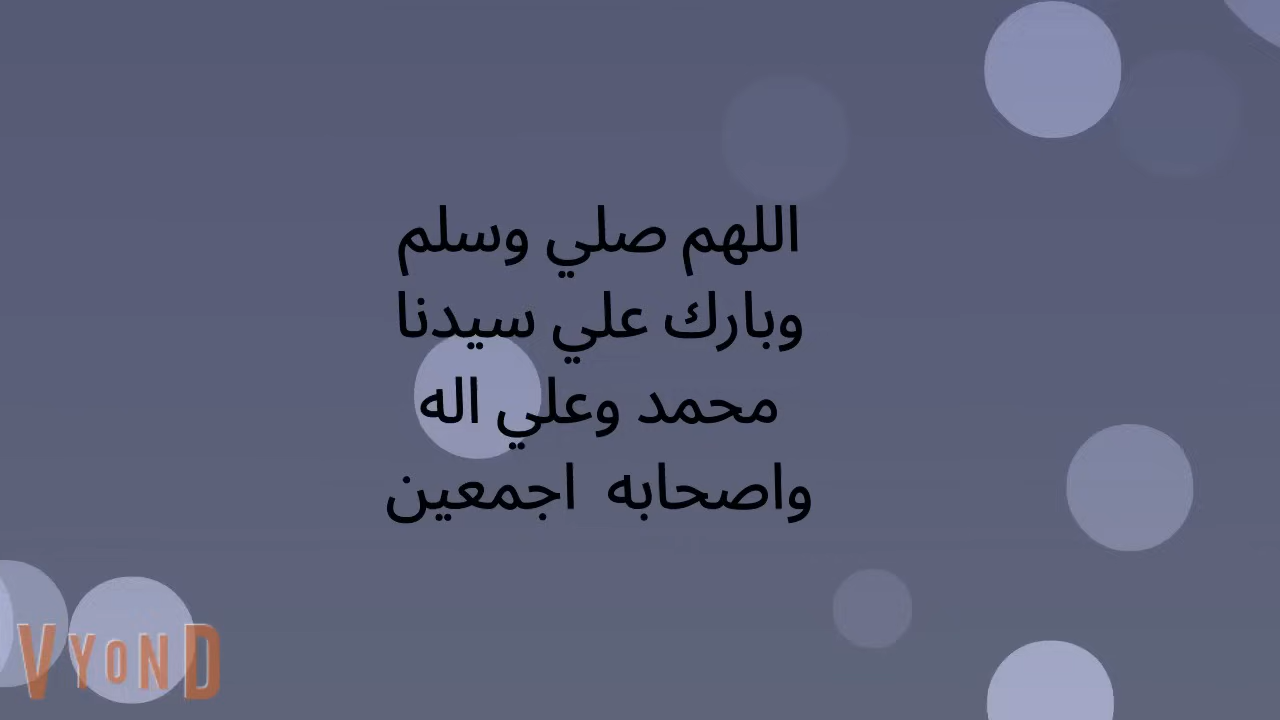 اللهم صلي وسلم
وبارك علي سيدنا
محمد وعلي اله
واصحابه اجمعين
VYOND